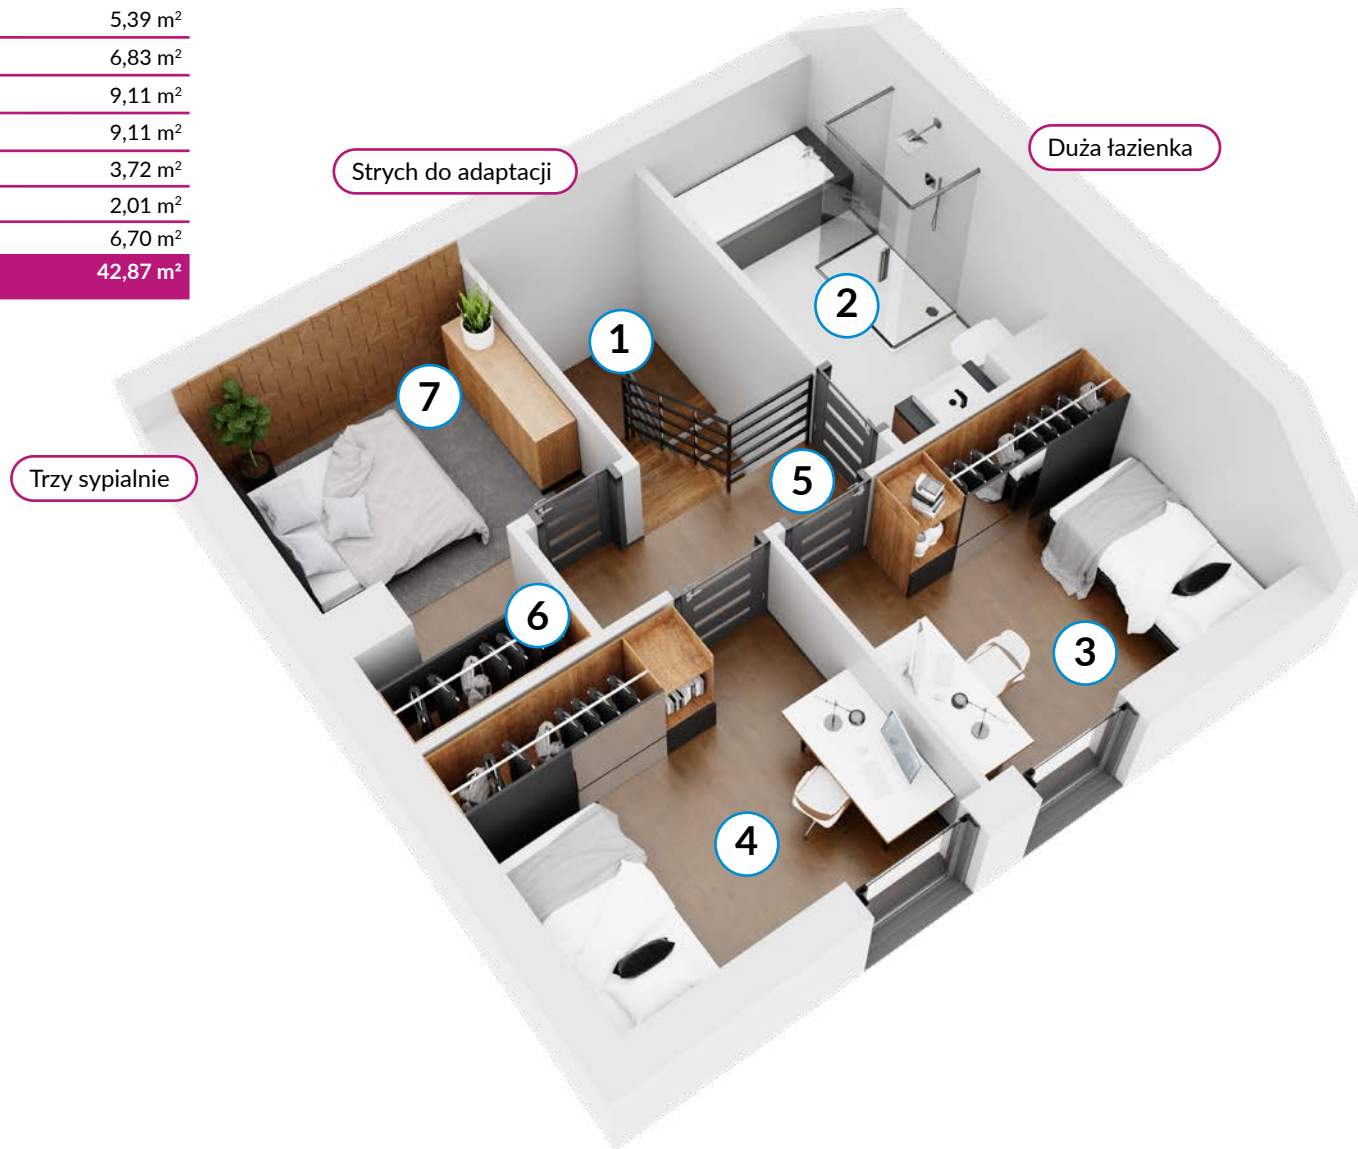 5,39 m²
6,83 m²
9,11 m²
9,11 m²
3,72 m²
2,01 m²
6,70 m²
42,87 m²
Strych do adaptacji
Duża łazienka
Trzy sypialnie
1
2
7
5
6
3
4